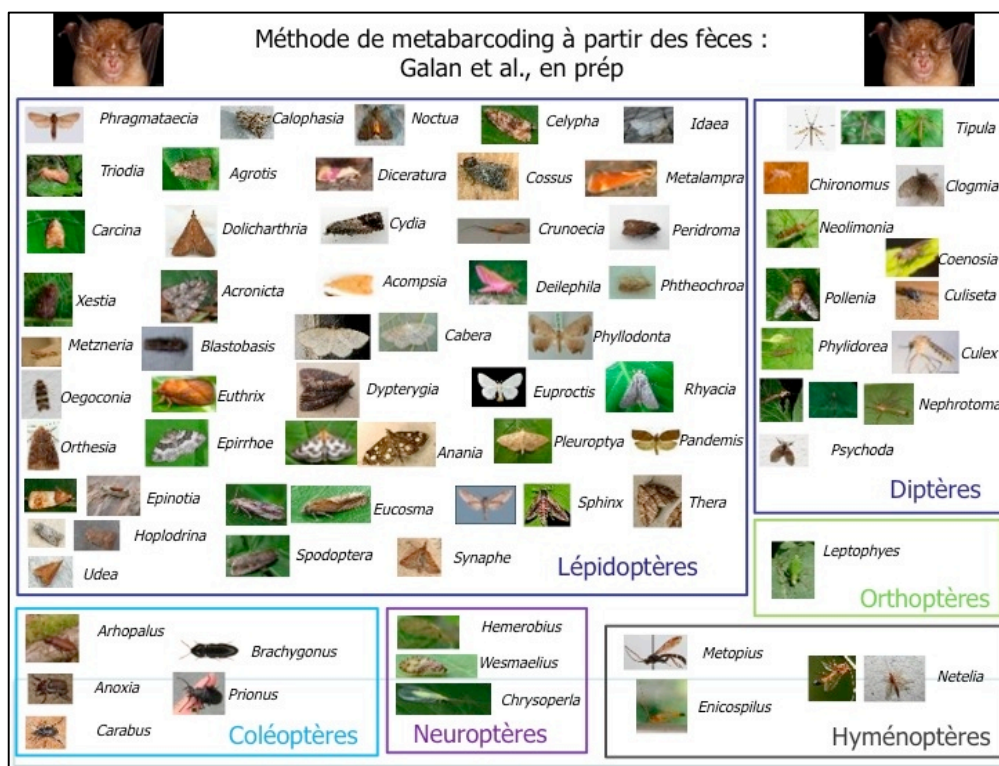 Méthode de metabarcoding à partir des fèces :
Galan et al., en prép
Phragmataecia Calophasia Noctua Celypha Idaea
Triodia Agrotis Diceratura Cossus Metalampra
Carcina Dolicharthria Cydia Crunoecia Peridroma
Xestia Acronicta Acompsia Deilephila Phtheochroa
Metzneria Blastobasis Cabera Phyllodonta
Oegoconia Euthrix Dypterygia Euproctis Rhyacia
Orthesia Epirrhoe Anania Pleuroptya Pandemis
Epinotia Eucosma Sphinx Thera
Hoplodrina Spodoptera Synaphe
Udea
Lépidoptères
Tipula
Chironomus Clogmia
Neolimonia
Coenosia
Pollenia Culiseta
Phylidorea Culex
Nephrotoma
Psychoda
Diptères
Leptophyes
Orthoptères
Arhopalus
Brachygonus
Anoxia Prionus
Carabus
Coléoptères
Hemerobius
Wesmaelius
Chrysoperla
Neuroptères
Metopius
Netelia
Enicospilus
Hyménoptères